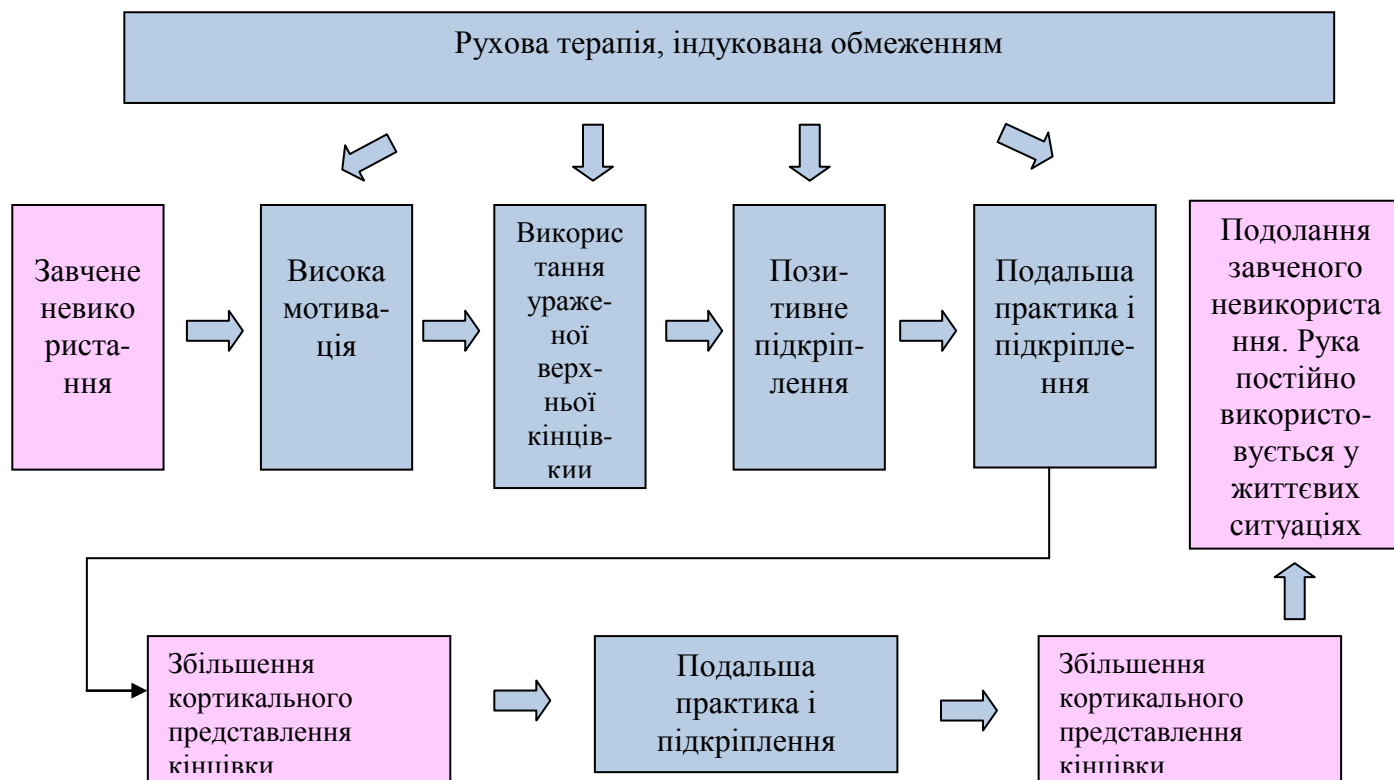 Рухова терапія, індукована обмеженням
Завчене
невико
риста-
ння
Висока
мотива-
ція
Викорис
тання
ураже-
ної
верх-
ньої
кінців-
кии
Пози-
тивне
підкріп-
лення
Подальша
практика і
підкріпле-
ння
Подолання
завченого
невикориста
ння. Рука
постійно
використо-
вується у
життєвих
ситуаціях
Збільшення
кортикального
представлення
кінцівки
Подальша
практика і
підкріплення
Збільшення
кортикального
представлення
кінцівки